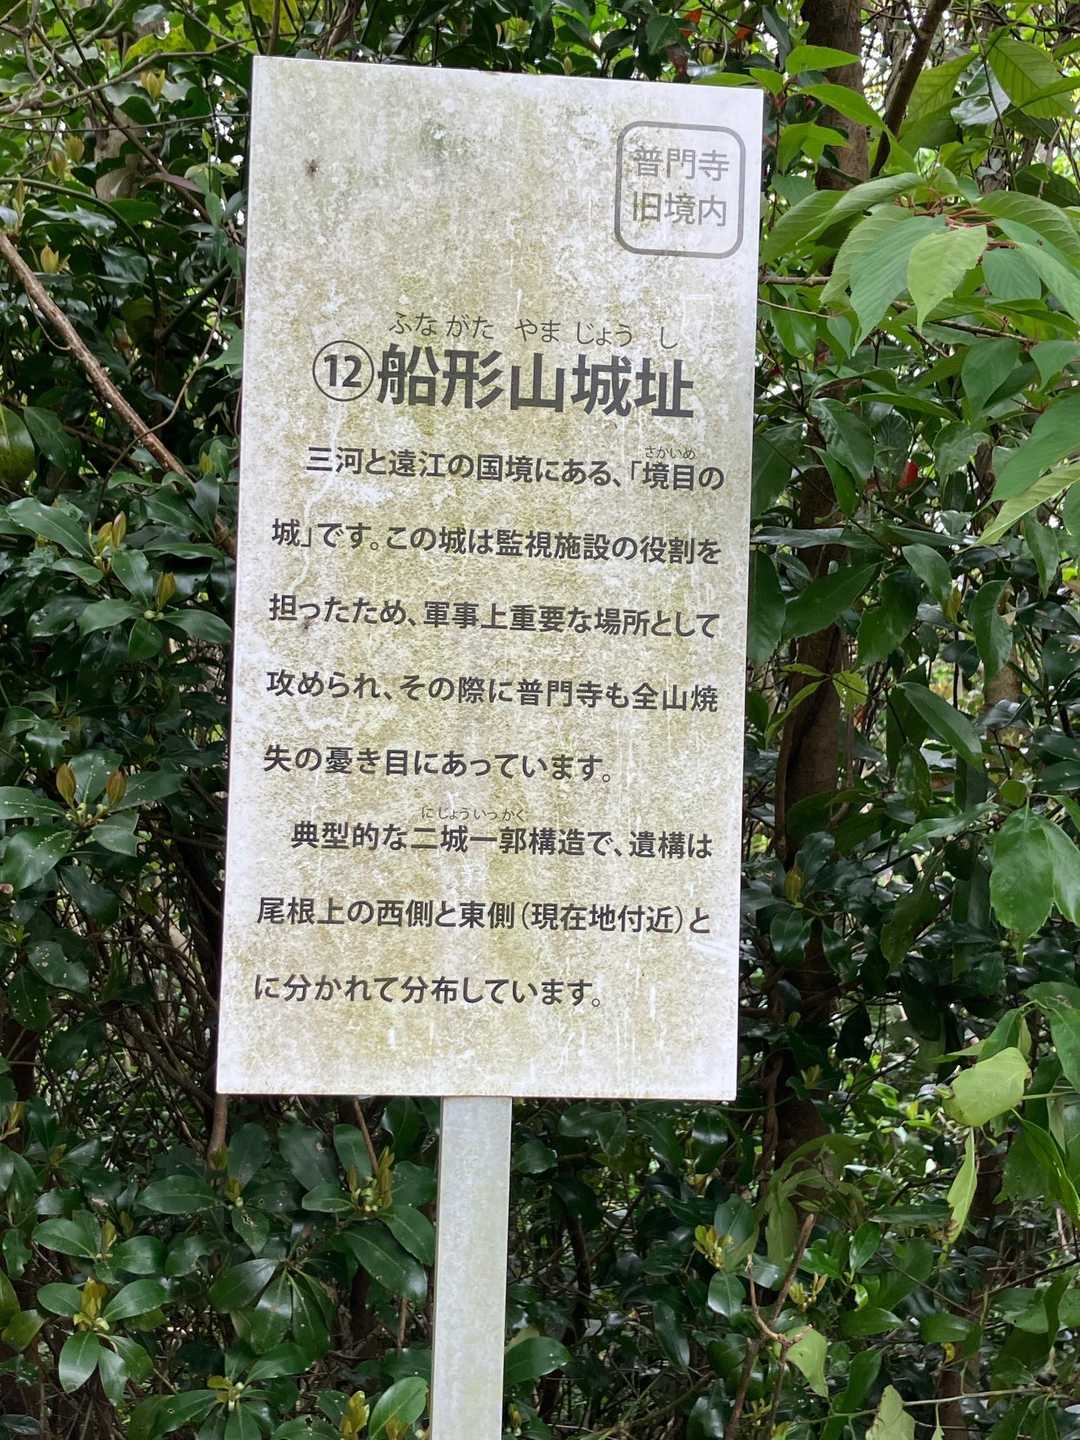 普門寺
旧境内
ふながた やまじょうし
⑫船形山城址
さかいめ
三河と遠江の国境にある、「境目の
城」です。この城は監視施設の役割を
担ったため、軍事上重要な場所として
攻められ、その際に普門寺も全山焼
失の憂き目にあっています。
にじょういっかく
典型的な二城一郭構造で、遺構は
尾根上の西側と東側（現在地付近）と
に分かれて分布しています。